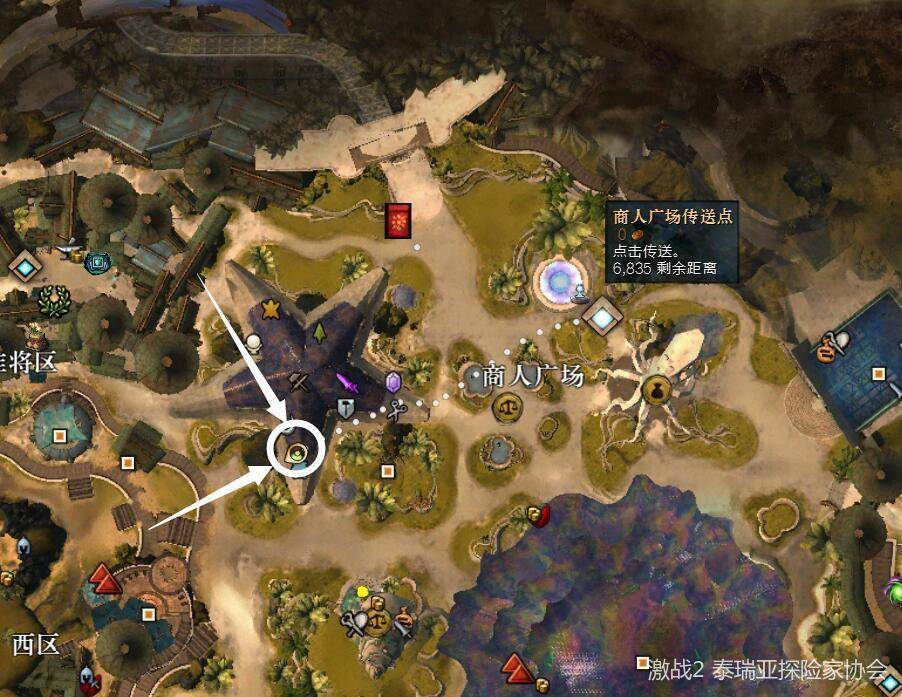 商人广场传送点
0
点击传送。
6,835 剩余距离
将区
商人广场
西区
激战2 泰瑞亚探险家协会